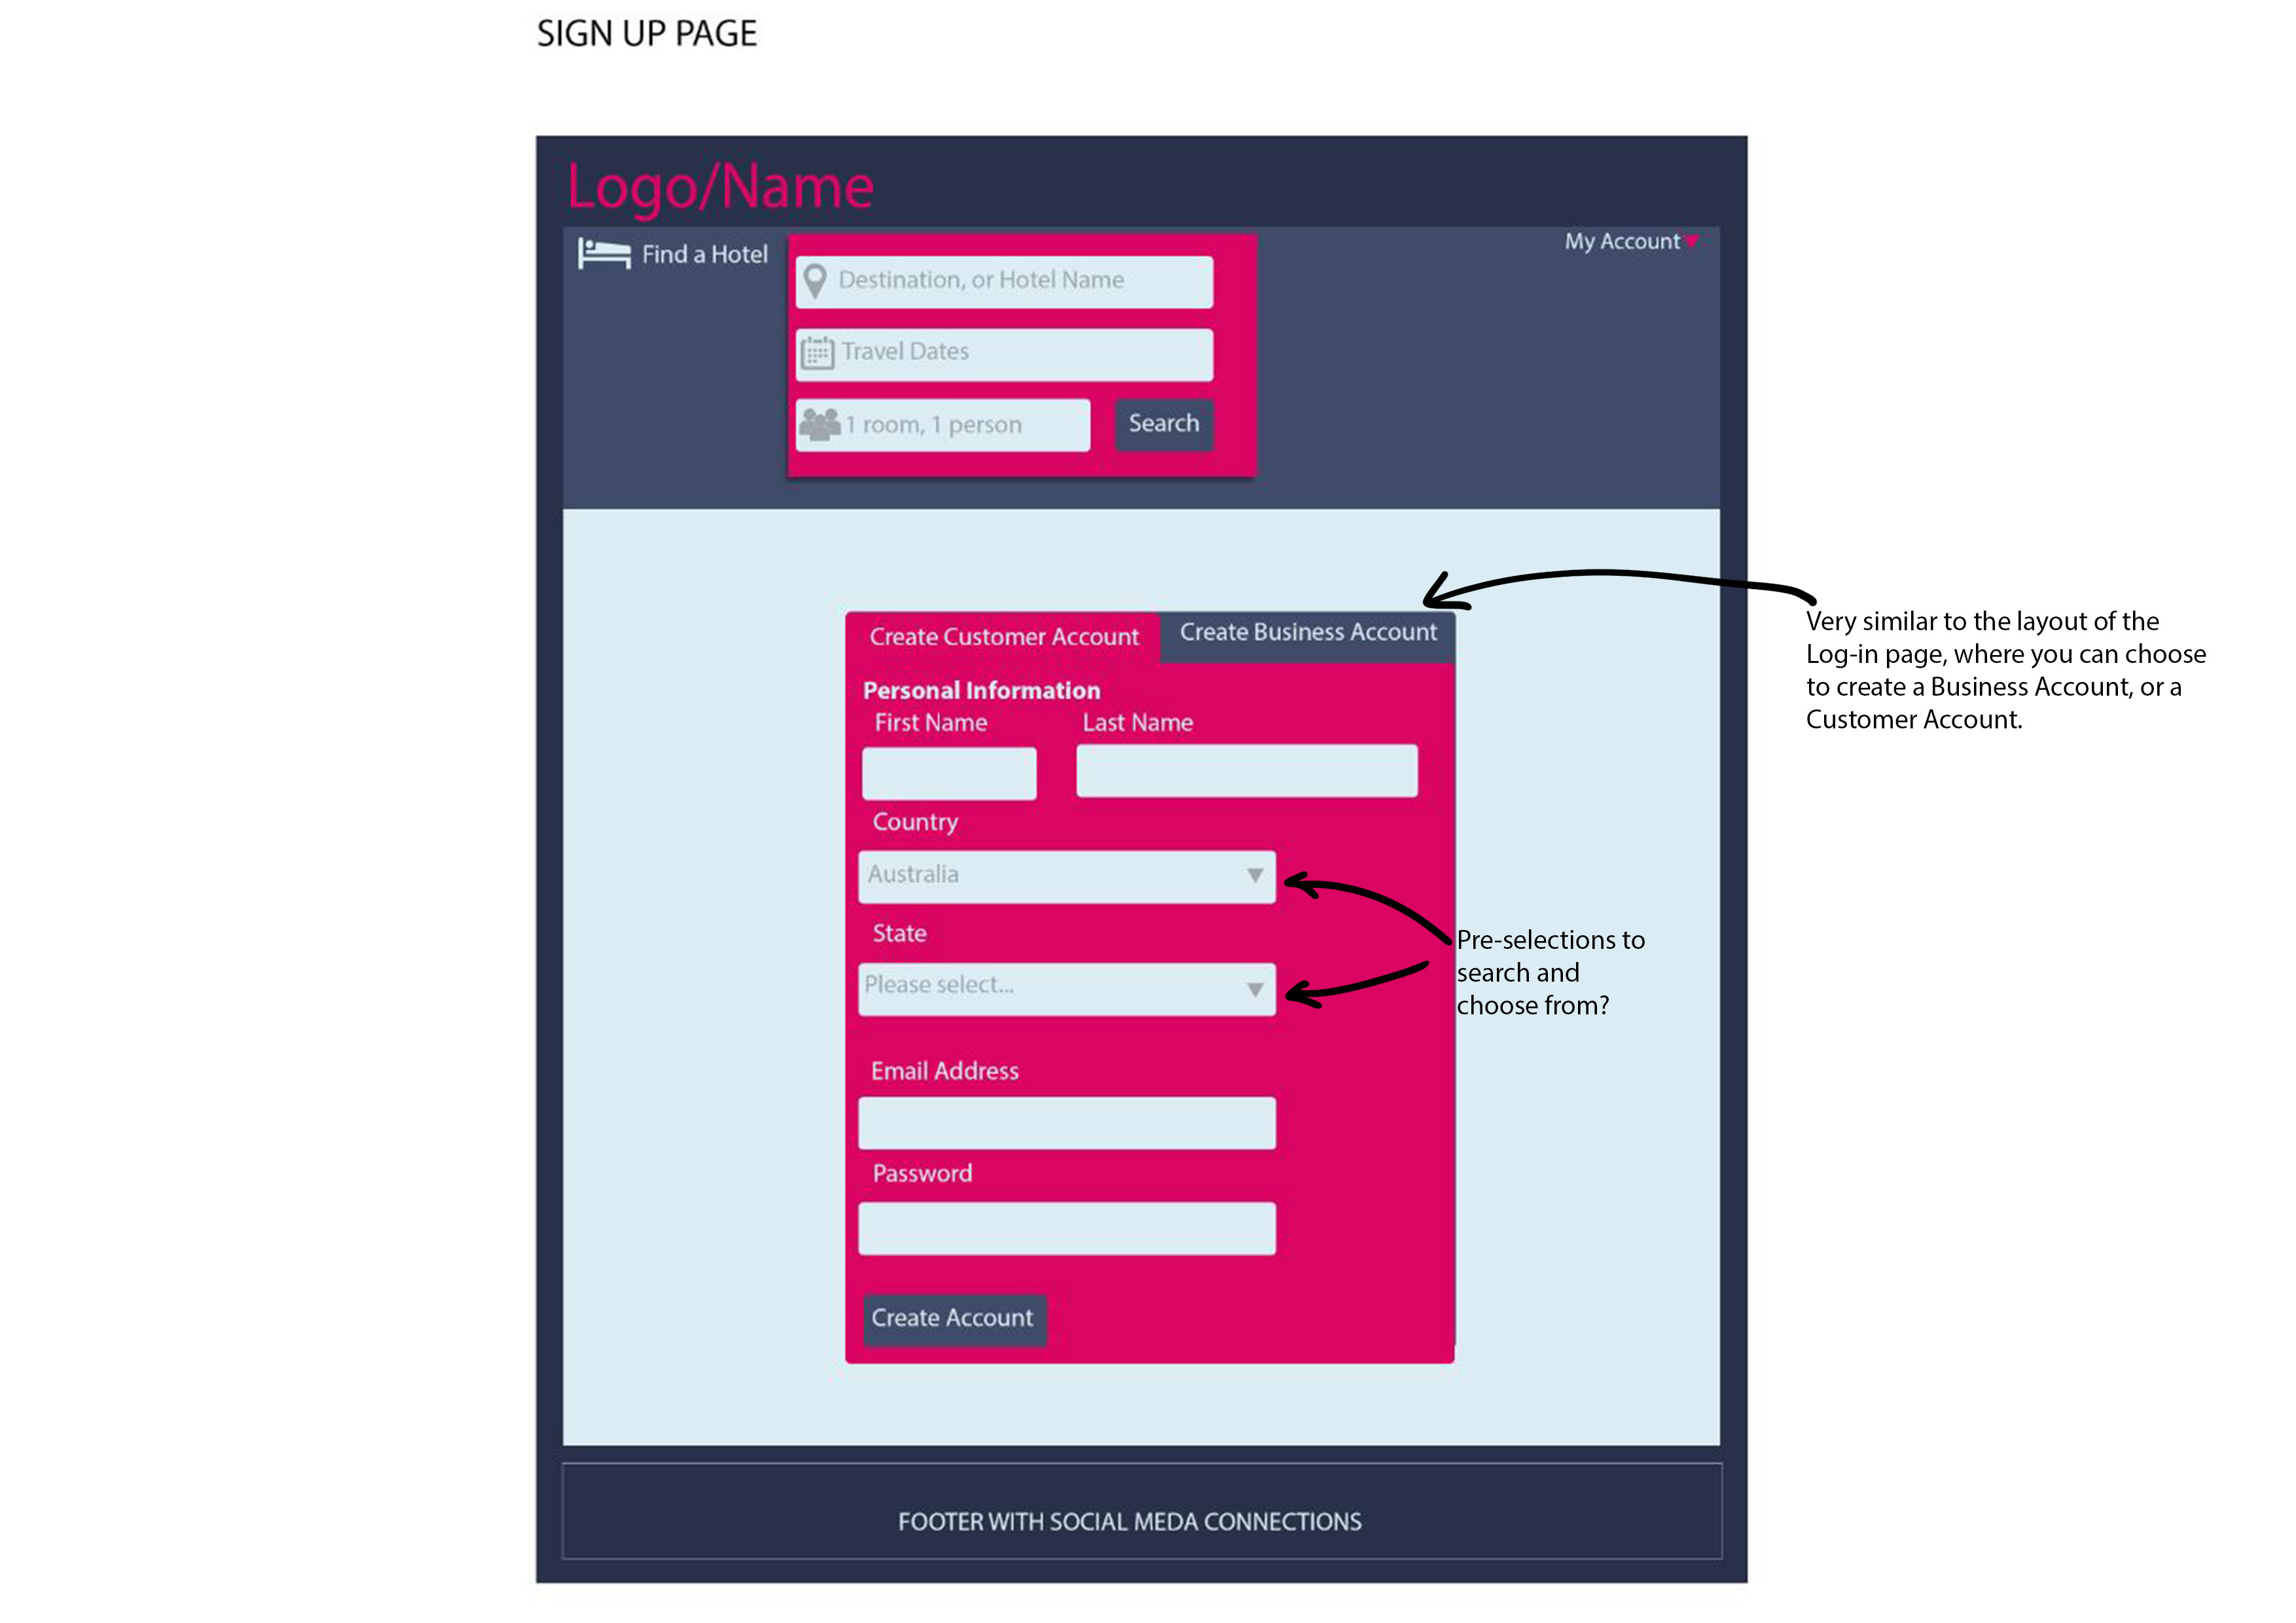 SIGN UP PAGE
Logo/Name
Find a Hotel
My Account
Destination, or Hotel Name
Travel Dates
1 room, 1 person
Search
Create Customer Account
Create Business Account
Personal Information
First Name
Last Name
Country
Australia
State
Please select...
Email Address
Password
Create Account
Very similar to the layout of the
Log-in page, where you can choose
to create a Business Account, or a
Customer Account.
Pre-selections to
search and
choose from?
FOOTER WITH SOCIAL MEDA CONNECTIONS